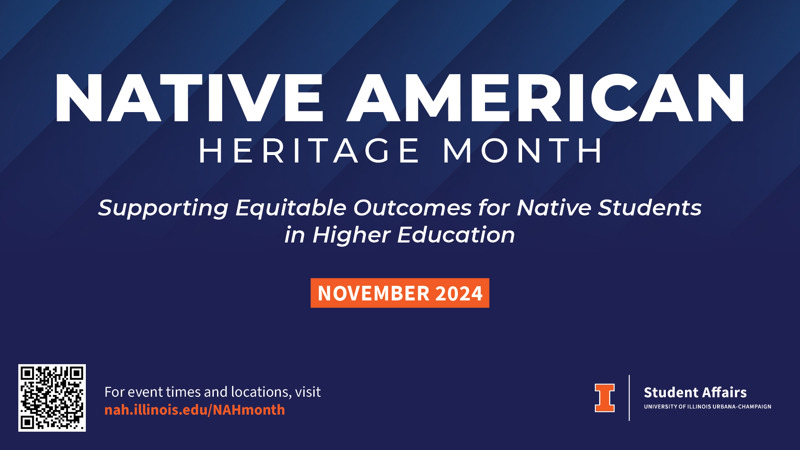 NATIVE AMERICAN
HERITAGE MONTH
Supporting Equitable Outcomes for Native Students
in Higher Education
NOVEMBER 2024
For event times and locations, visit
nah.illinois.edu/NAHmonth
I
Student Affairs
UNIVERSITY OF ILLINOIS URBANA-CHAMPAIGN